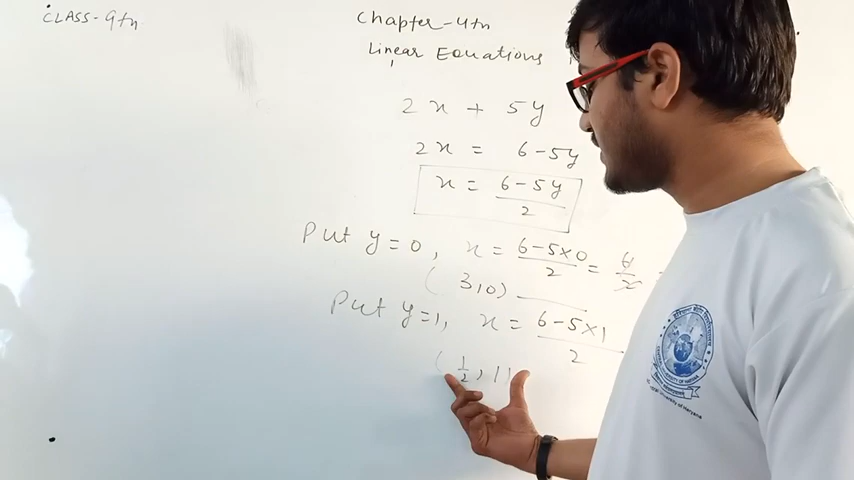 CLASS-9th
Chapter-4th
Linear Equations
2x + 5y
2x = 6-5y
x = (6-5y)/2
Put y=0, x = (6-5×0)/2 = 6/2
(3,0)
Put y=1, x = (6-5×1)/2
(1/2, 1)